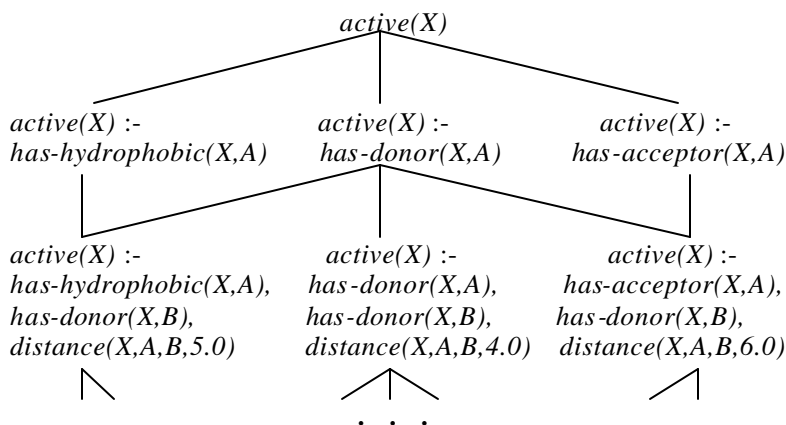 active(X)
active(X) :-
has-hydrophobic(X,A)
active(X) :-
has-donor(X,A)
active(X) :-
has-acceptor(X,A)
active(X) :-
has-hydrophobic(X,A),
has-donor(X,B),
distance(X,A,B,5.0)
active(X) :-
has-donor(X,A),
has-donor(X,B),
distance(X,A,B,4.0)
active(X) :-
has-acceptor(X,A),
has-donor(X,B),
distance(X,A,B,6.0)
. . .